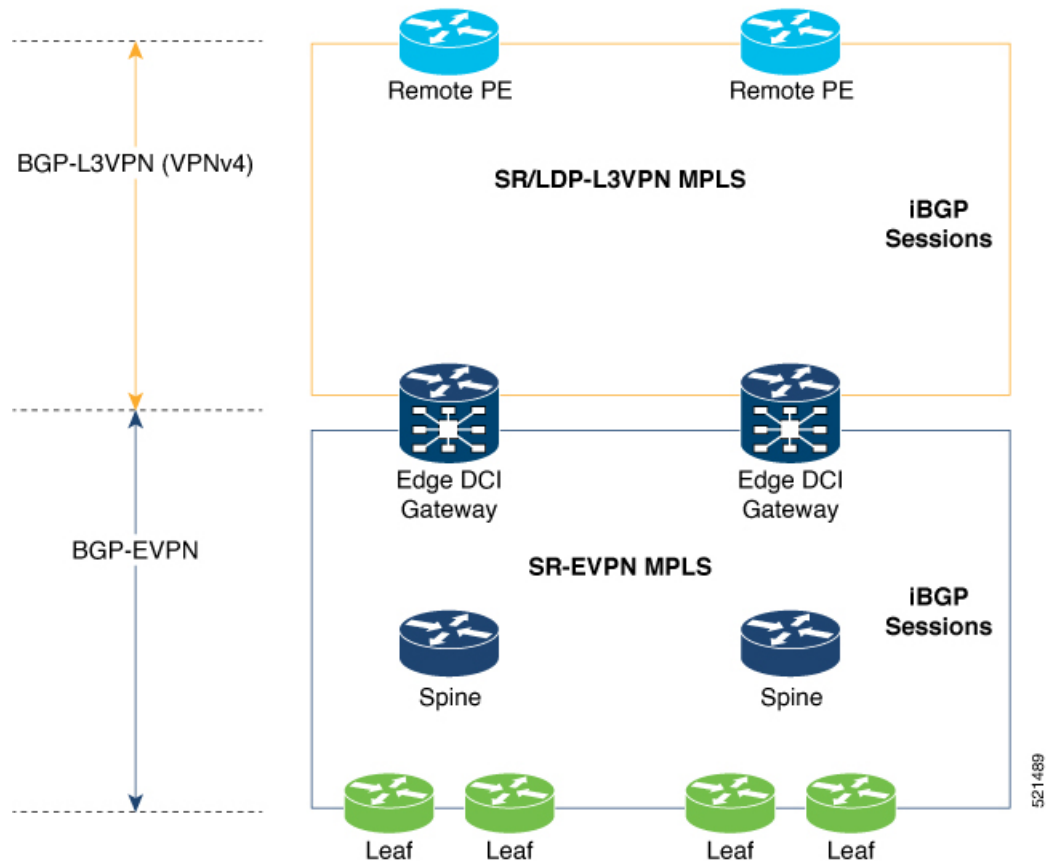 Remote PE
Remote PE
BGP-L3VPN (VPNv4)
SR/LDP-L3VPN MPLS
iBGP
Sessions
Edge DCI
Gateway
Edge DCI
Gateway
BGP-EVPN
SR-EVPN MPLS
iBGP
Sessions
Spine
Spine
521489
Leaf
Leaf
Leaf
Leaf